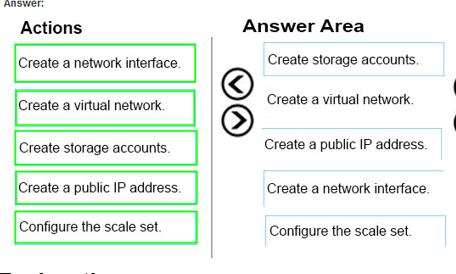 Answer:
Actions
Answer Area
Create a network interface.
Create a virtual network.
Create storage accounts.
Create a public IP address.
Configure the scale set.
Create storage accounts.
Create a virtual network.
Create a public IP address.
Create a network interface.
Configure the scale set.